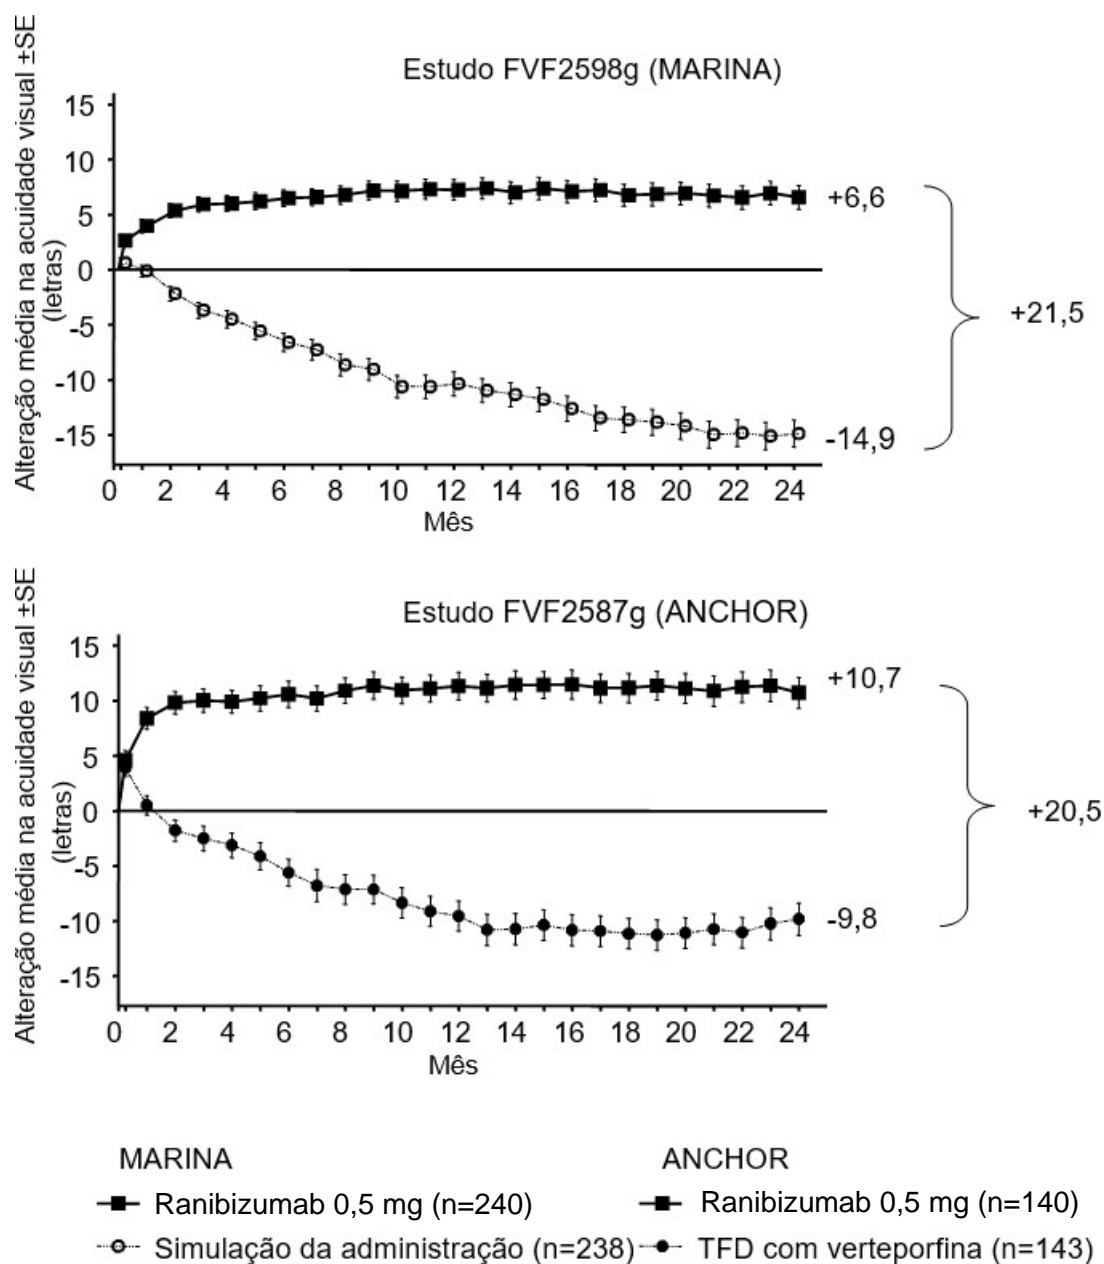 Estudo FVF2598g (MARINA)
Alteração média na acuidade visual ±SE
(letras)
15
10
5
0
-5
-10
-15
+6,6
+21,5
-14,9
0 2 4 6 8 10 12 14 16 18 20 22 24
Mês
Estudo FVF2587g (ANCHOR)
Alteração média na acuidade visual ±SE
(letras)
15
10
5
0
-5
-10
-15
+10,7
+20,5
-9,8
0 2 4 6 8 10 12 14 16 18 20 22 24
Mês
MARINA
Ranibizumab 0,5 mg (n=240)
Simulação da administração (n=238)
ANCHOR
Ranibizumab 0,5 mg (n=140)
TFD com verteporfina (n=143)